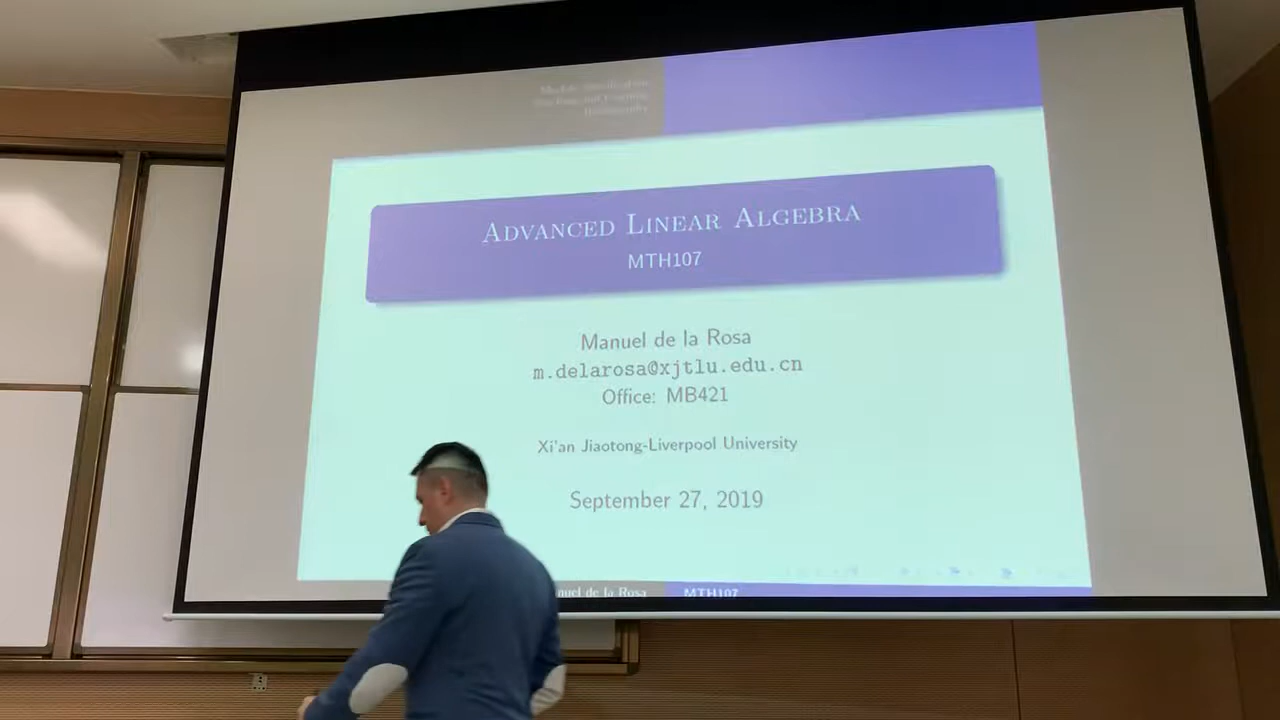 ADVANCED LINEAR ALGEBRA
MTH107
Manuel de la Rosa
m.delarosa@xjtlu.edu.cn
Office: MB421
Xi'an Jiaotong-Liverpool University
September 27, 2019
nuel de la Rosa
MTH107